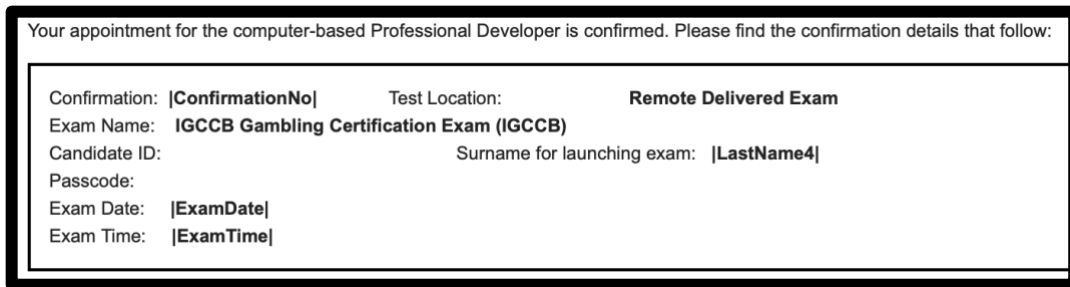 Your appointment for the computer-based Professional Developer is confirmed. Please find the confirmation details that follow:
Confirmation: |ConfirmationNo| Test Location: Remote Delivered Exam
Exam Name: IGCCB Gambling Certification Exam (IGCCB)
Candidate ID: Surname for launching exam: |LastName4|
Passcode:
Exam Date: |ExamDate|
Exam Time: |ExamTime|